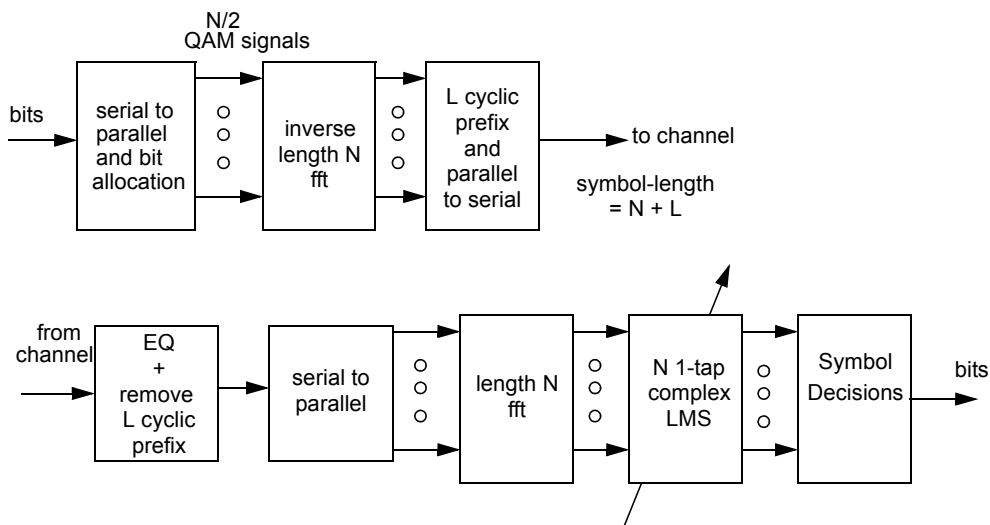 N/2
QAM signals
bits
serial to
parallel
and bit
allocation
inverse
length N
fft
L cyclic
prefix
and
parallel
to serial
to channel
symbol-length
= N + L
from
channel
EQ
+
remove
L cyclic
prefix
serial to
parallel
length N
fft
N 1-tap
complex
LMS
Symbol
Decisions
bits